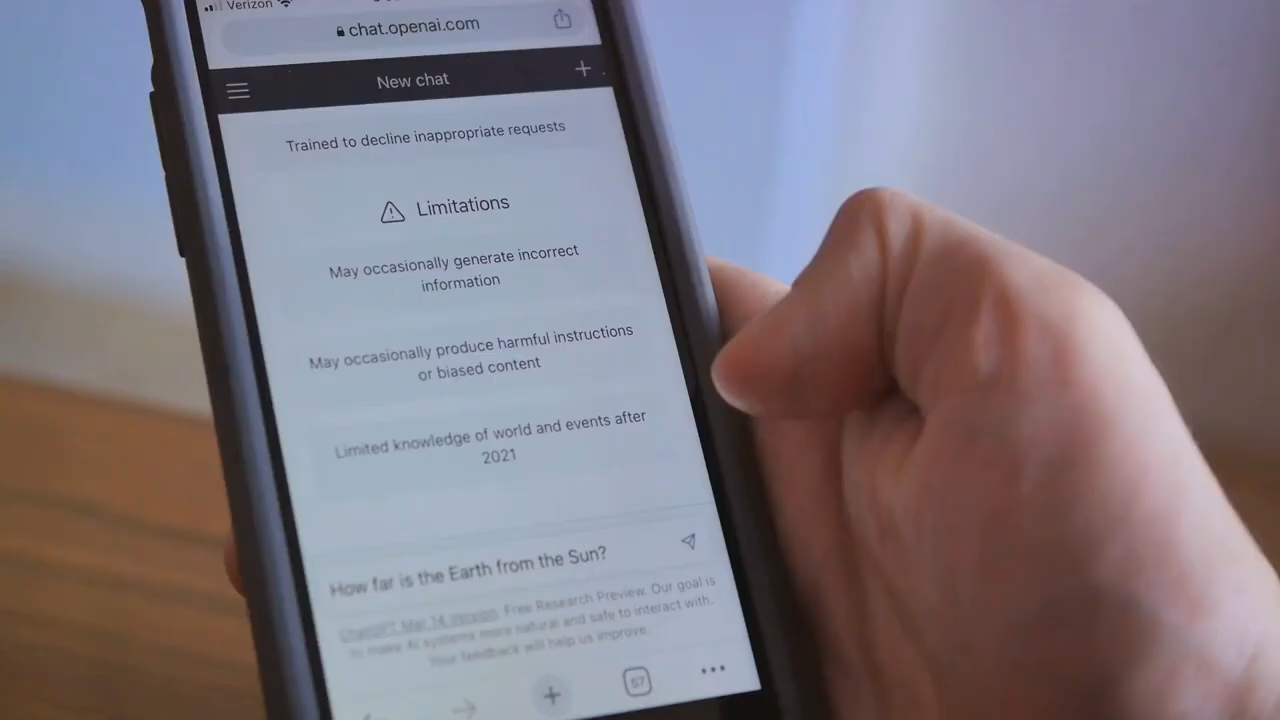 Verizon
chat.openai.com
New chat
Trained to decline inappropriate requests
Limitations
May occasionally generate incorrect
information
May occasionally produce harmful instructions
or biased content
Limited knowledge of world and events after
2021
How far is the Earth from the Sun?
ChatGPT Mar 14 Version. Free Research Preview. Our goal is
to make AI systems more natural and safe to interact with.
Your feedback will help us improve.
57